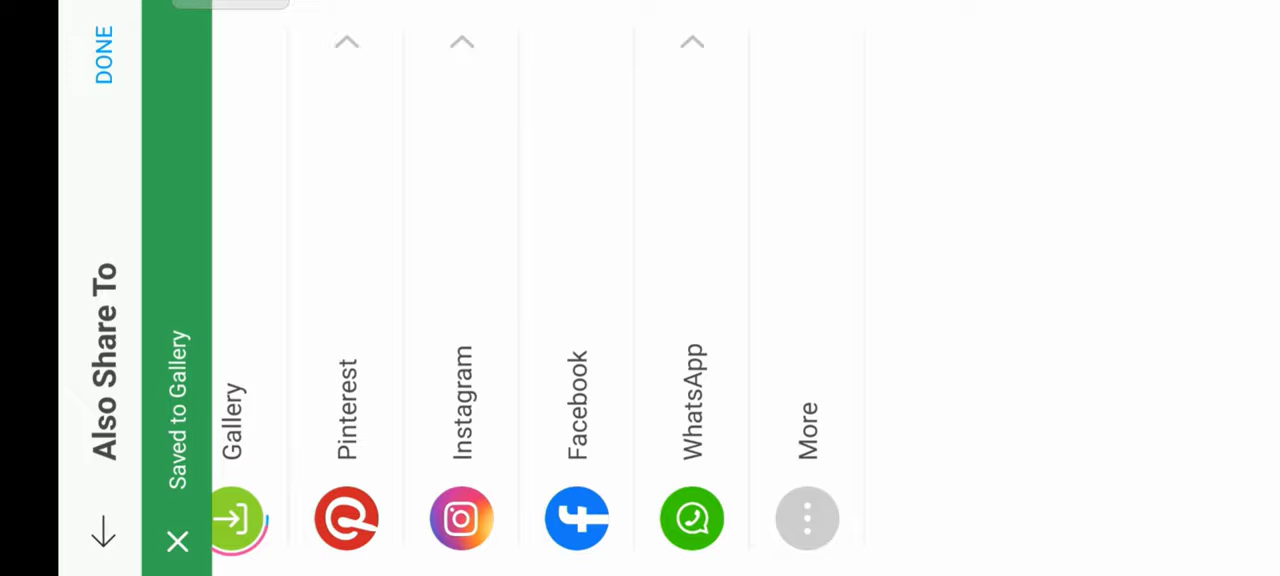 Also Share To
DONE
Saved to Gallery
Gallery
Pinterest
Instagram
Facebook
WhatsApp
More